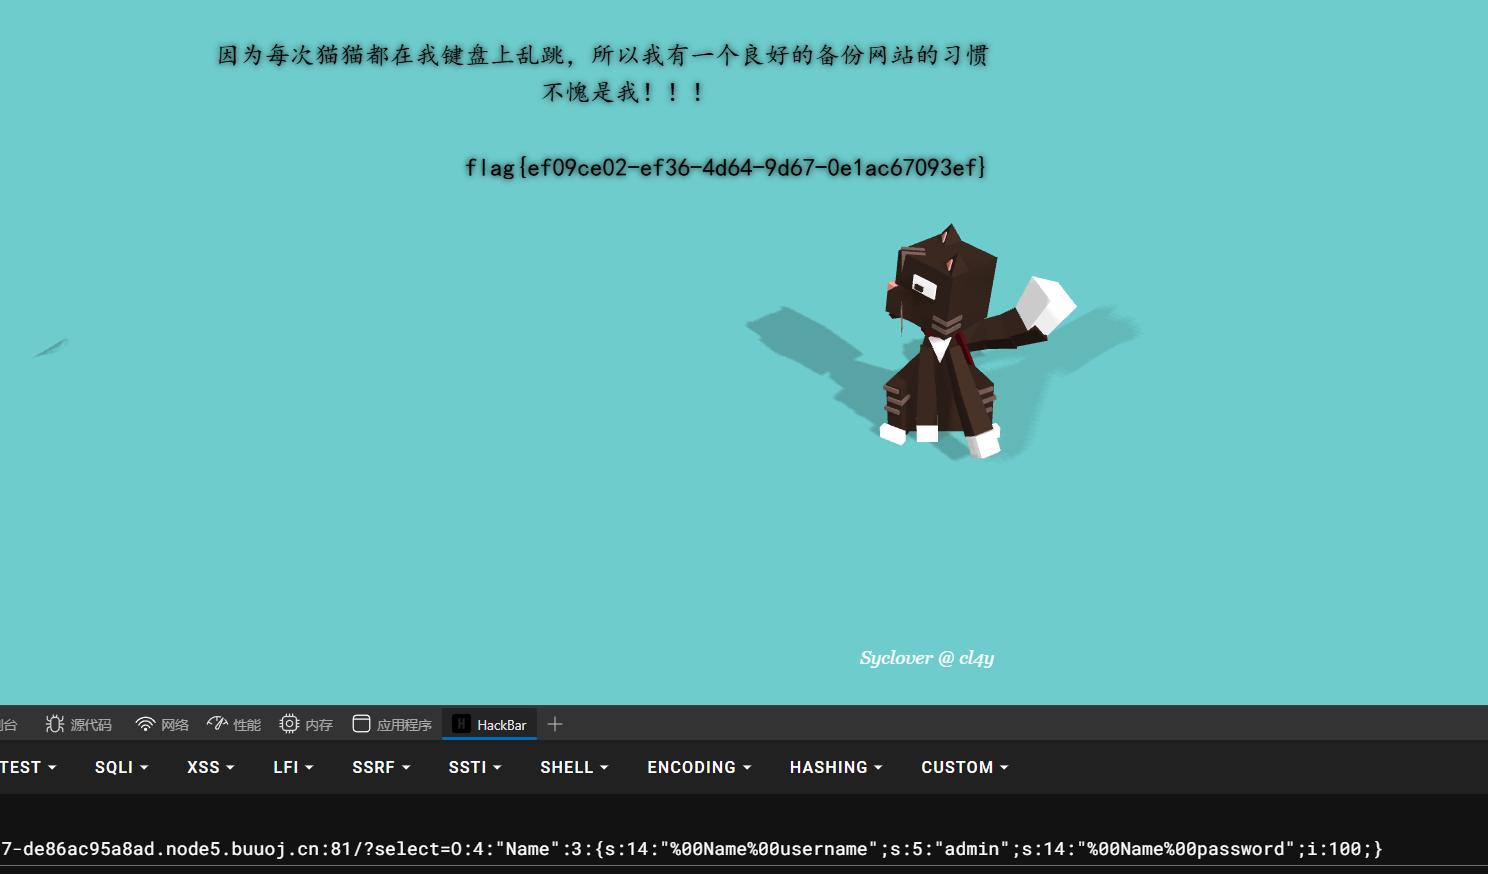 因为每次猫猫都在我键盘上乱跳，所以我有一个良好的备份网站的习惯
不愧是我！！！
flag{ef09ce02-ef36-4d64-9d67-0e1ac67093ef}
Syclover @ cl4y
台 源代码 网络 性能 内存 应用程序 HackBar
TEST SQLI XSS LFI SSRF SSTI SHELL ENCODING HASHING CUSTOM
7-de86ac95a8ad.node5.buuoj.cn:81/?select=O:4:"Name":3:{s:14:"%00Name%00username";s:5:"admin";s:14:"%00Name%00password";i:100;}